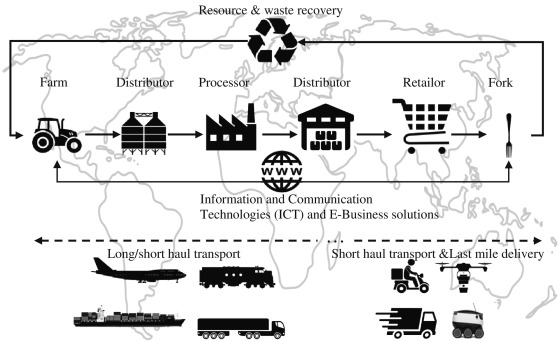 Resource & waste recovery
Farm
Distributor
Processor
Distributor
Retailor
Fork
WWW
Information and Communication
Technologies (ICT) and E-Business solutions
Long/short haul transport
...
Short haul transport &Last mile delivery